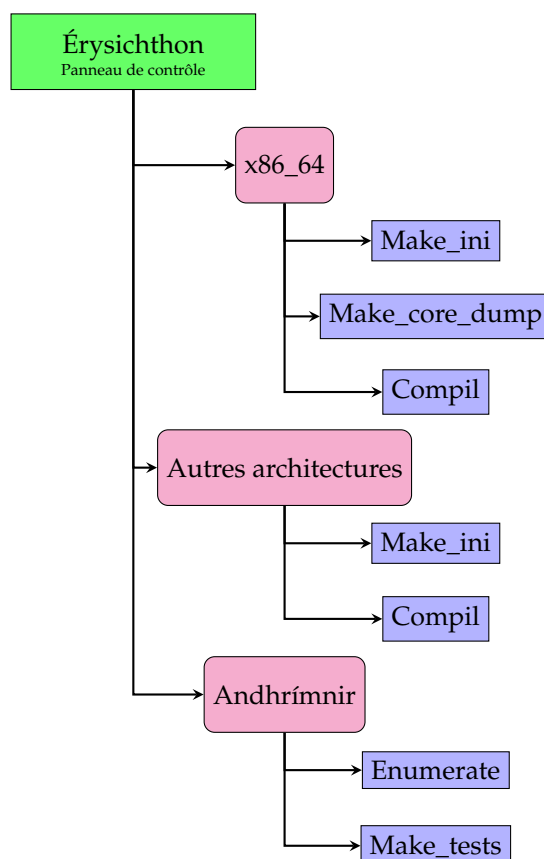 Érysichthon
Panneau de contrôle
x86_64
Make_ini
Make_core_dump
Compil
Autres architectures
Make_ini
Compil
Andhrímnir
Enumerate
Make_tests